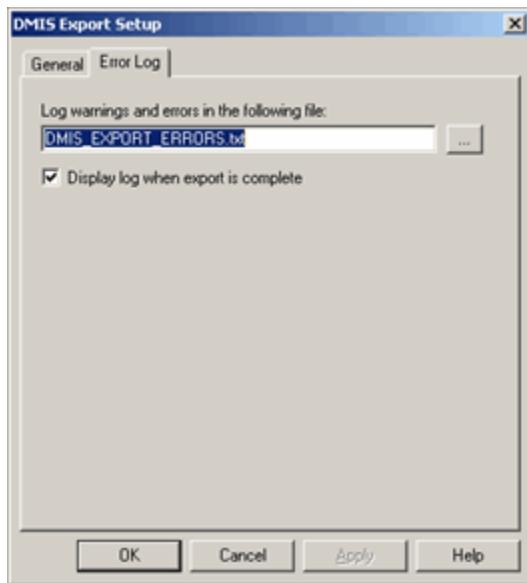 DMIS Export Setup
General Error Log
Log warnings and errors in the following file:
DMIS_EXPORT_ERRORS.txt ...
Display log when export is complete
OK Cancel Apply Help